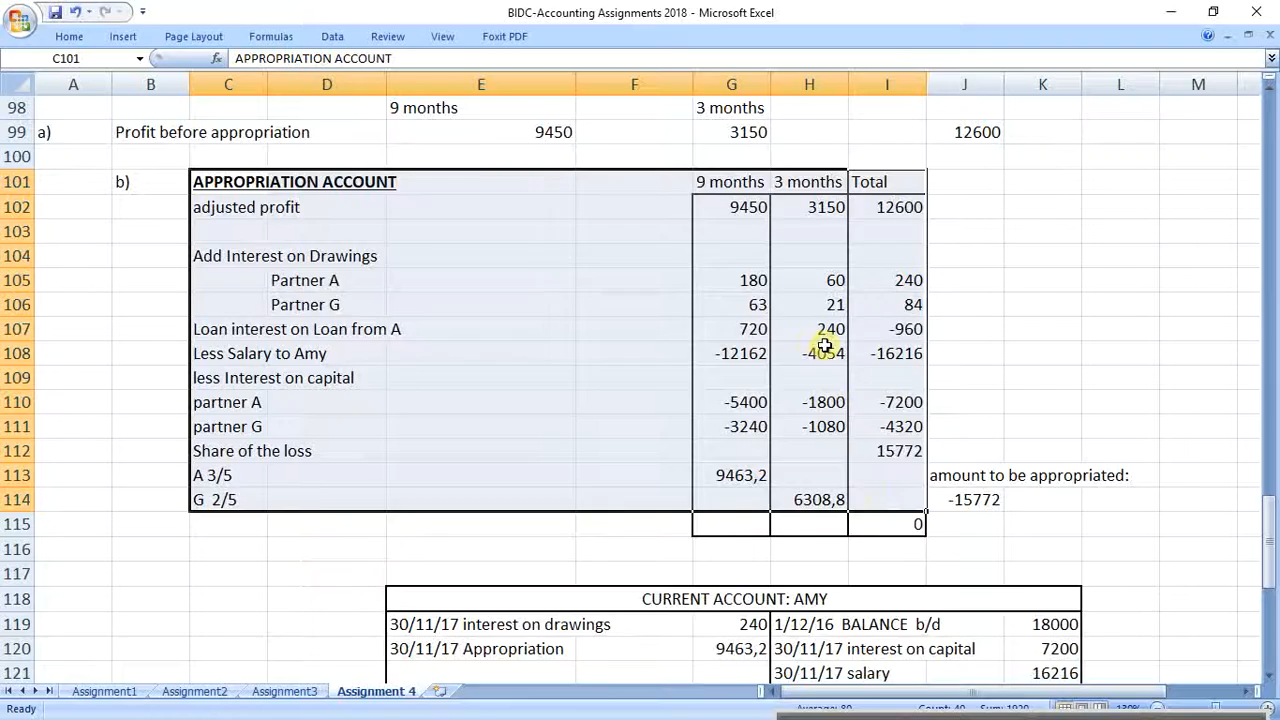 BIDC-Accounting Assignments 2018 - Microsoft Excel
Home Insert Page Layout Formulas Data Review View Foxit PDF
C101 fx APPROPRIATION ACCOUNT
A B C D E F G H I J K L M
98 9 months 3 months
99 a) Profit before appropriation 9450 3150 12600
100
101 b) APPROPRIATION ACCOUNT 9 months 3 months Total
102 adjusted profit 9450 3150 12600
103
104 Add Interest on Drawings
105 Partner A 180 60 240
106 Partner G 63 21 84
107 Loan interest on Loan from A 720 240 -960
108 Less Salary to Amy -12162 -4054 -16216
109 less Interest on capital
110 partner A -5400 -1800 -7200
111 partner G -3240 -1080 -4320
112 Share of the loss 15772
113 A 3/5 9463,2 amount to be appropriated:
114 G 2/5 6308,8 -15772
115 0
116
117
118 CURRENT ACCOUNT: AMY
119 30/11/17 interest on drawings 240 1/12/16 BALANCE b/d 18000
120 30/11/17 Appropriation 9463,2 30/11/17 interest on capital 7200
121 30/11/17 salary 16216
Assignment1 Assignment2 Assignment3 Assignment 4
Ready